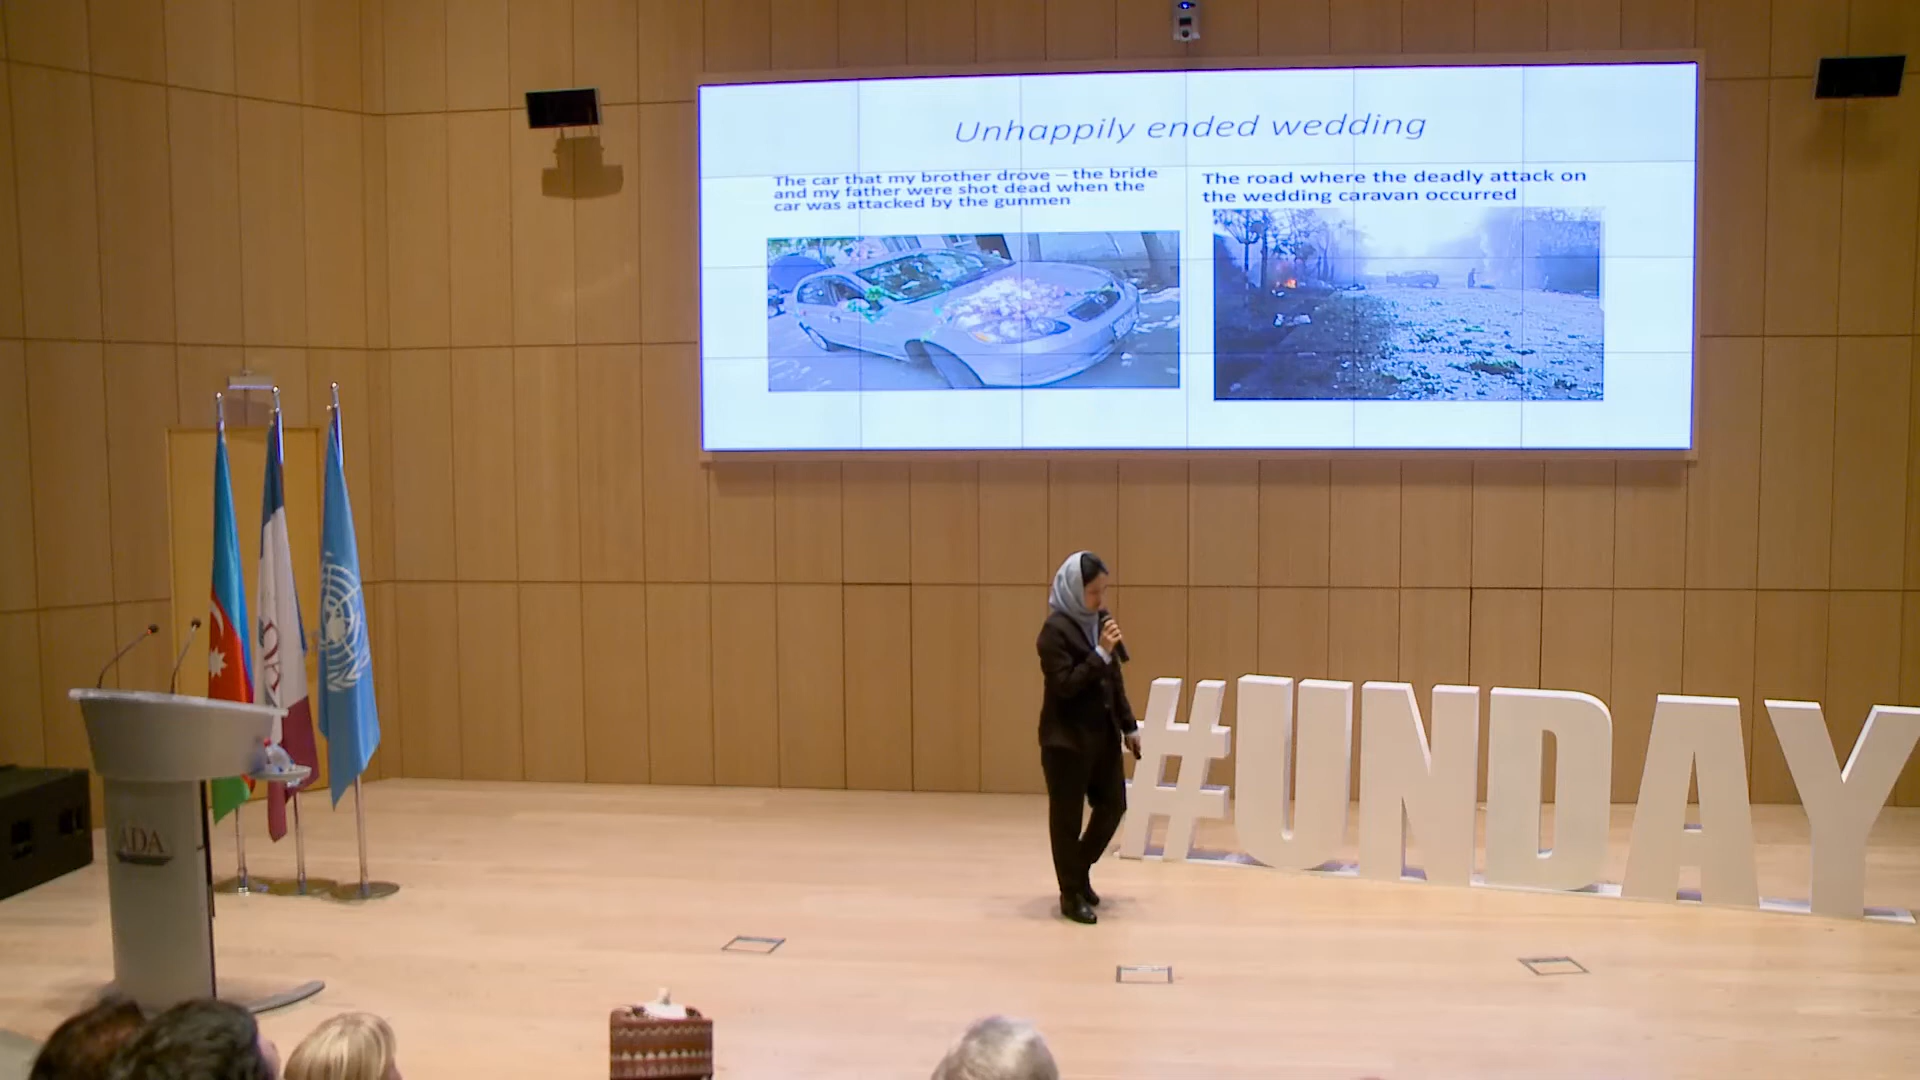 Unhappily ended wedding
The car that my brother drove – the bride
and my father were shot dead when the
car was attacked by the gunmen
The road where the deadly attack on
the wedding caravan occurred
#UNDAY
ADA